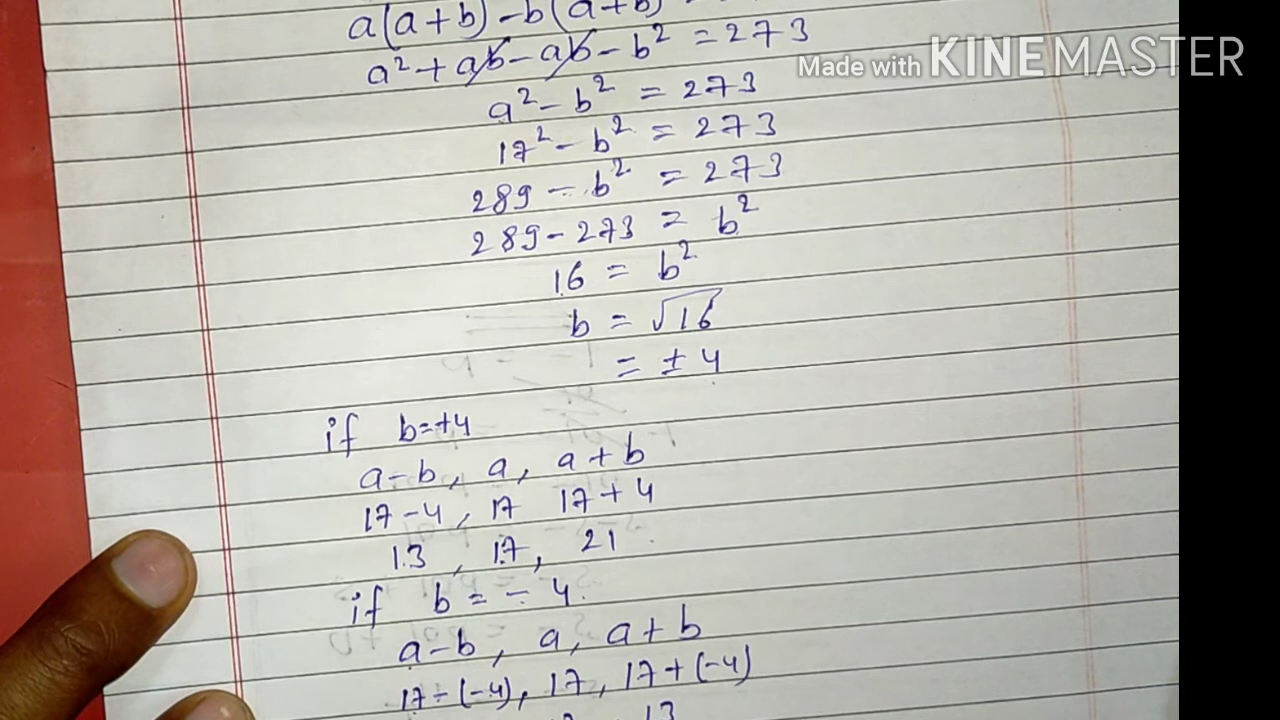 a(a+b)-b(a+b)
a²+ab-ab-b² = 273
Made with KINEMASTER
a²-b² = 273
17²-b² = 273
289-b² = 273
289-273 = b²
16 = b²
b = √16
= ±4
if b=+4
a-b, a, a+b
17-4, 17 17+4
13, 17, 21
if b=-4.
a-b, a, a+b
17-(-4), 17, 17+(-4)
13